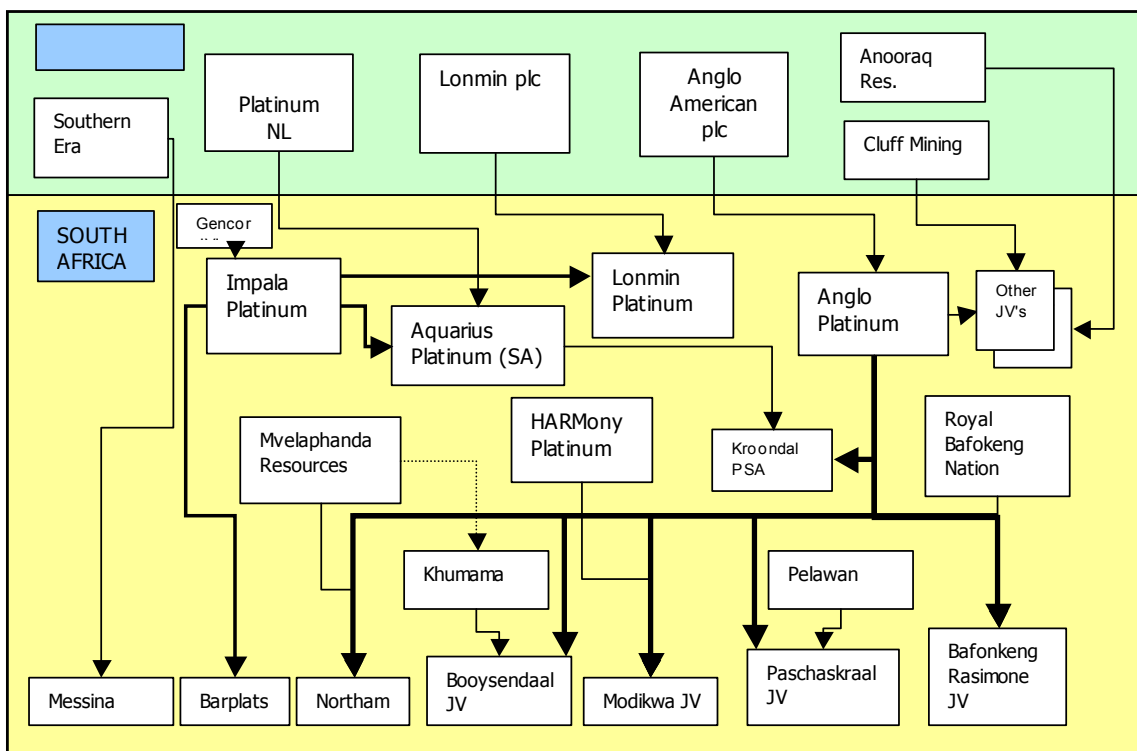 Anooraq
Res.
Lonmin plc
Anglo
American
plc
Platinum
NL
Southern
Era
Cluff Mining
SOUTH
AFRICA
Gencor
Impala
Platinum
Lonmin
Platinum
Anglo
Platinum
Other
JV's
Aquarius
Platinum (SA)
Mvelaphanda
Resources
HARMony
Platinum
Kroondal
PSA
Royal
Bafokeng
Nation
Khumama
Pelawan
Messina
Barplats
Northam
Booysendaal
JV
Modikwa JV
Paschaskraal
JV
Bafonkeng
Rasimone
JV